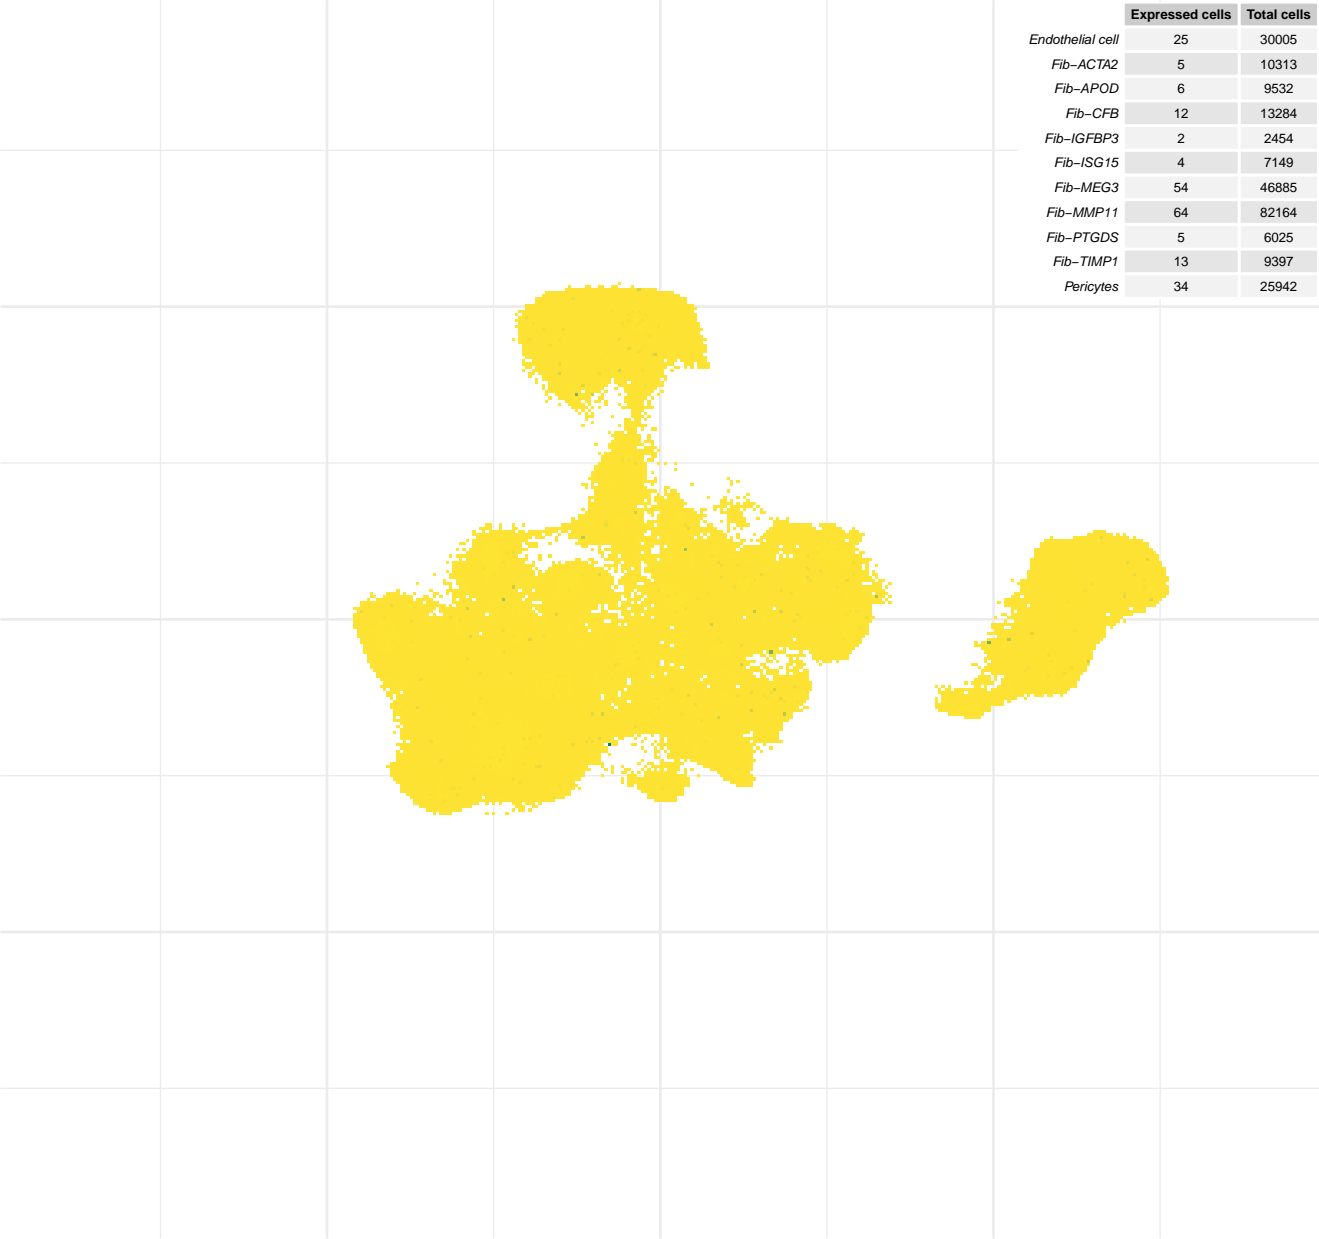 Expressed cells Total cells
Endothelial cell 25 30005
Fib−ACTA2 5 10313
Fib−APOD 6 9532
Fib−CFB 12 13284
Fib−IGFBP3 2 2454
Fib−ISG15 4 7149
Fib−MEG3 54 46885
Fib−MMP11 64 82164
Fib−PTGDS 5 6025
Fib−TIMP1 13 9397
Pericytes 34 25942